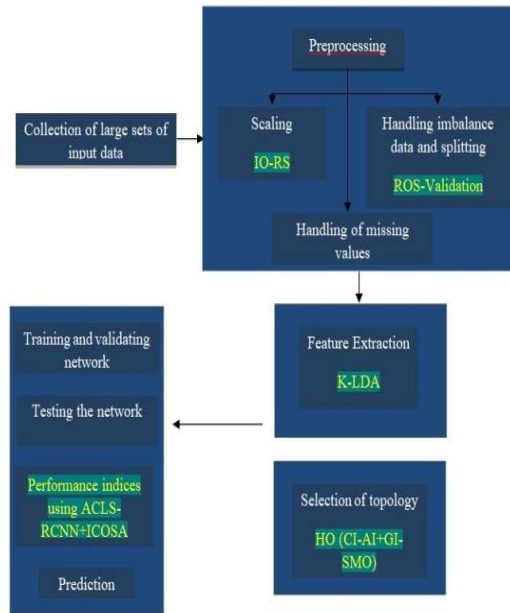 Preprocessing
Collection of large sets of
input data
Scaling
IO-RS
Handling imbalance
data and splitting
ROS-Validation
Handling of missing
values
Feature Extraction
K-LDA
Training and validating
network
Testing the network
Performance indices
using ACLS-
RCNN+ICOSA
Prediction
Selection of topology
HO (CI-AI+GI-
SMO)